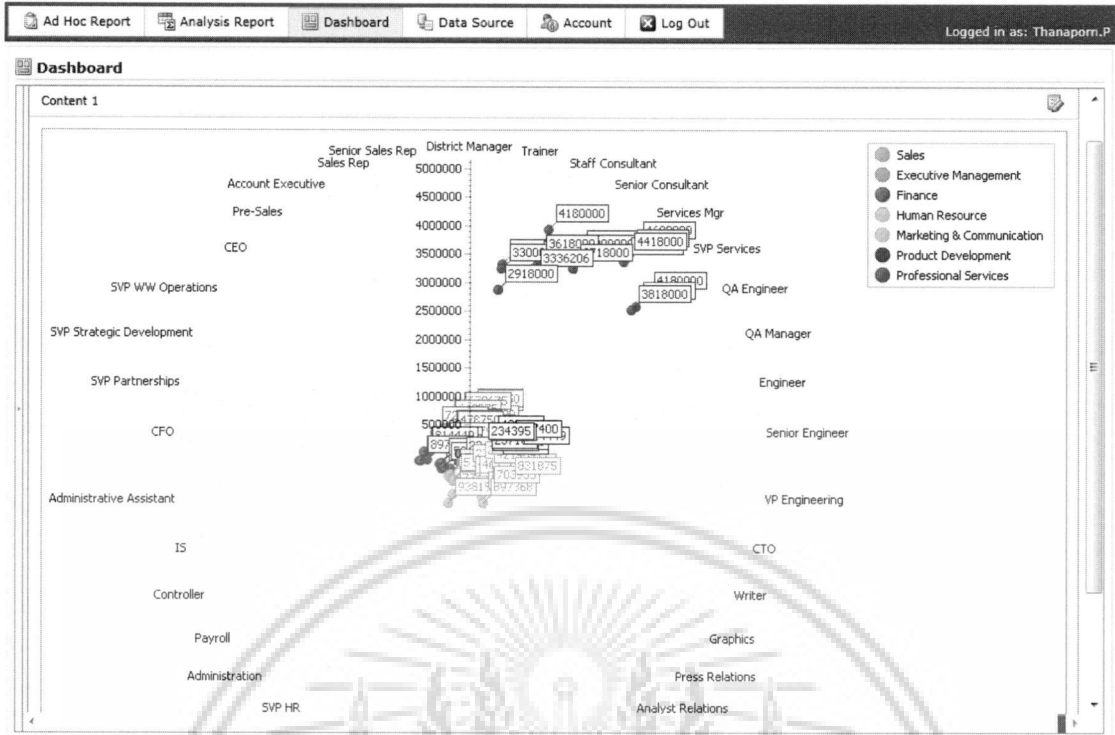 Ad Hoc Report Analysis Report Dashboard Data Source Account Log Out
Logged in as: Thanaporn.P
Dashboard
Content 1
Senior Sales Rep District Manager Trainer
Sales Rep Staff Consultant
Account Executive Senior Consultant
Pre-Sales Services Mgr
CEO SVP Services
SVP WW Operations QA Engineer
SVP Strategic Development QA Manager
SVP Partnerships Engineer
CFO Senior Engineer
Administrative Assistant VP Engineering
IS CTO
Controller Writer
Payroll Graphics
Administration Press Relations
SVP HR Analyst Relations
5000000
4500000
4000000
3500000
3000000
2500000
2000000
1500000
1000000
500000
4180000
3618000
4418000
3336206
2918000
4180000
3818000
234395
831875
897368
Sales
Executive Management
Finance
Human Resource
Marketing & Communication
Product Development
Professional Services